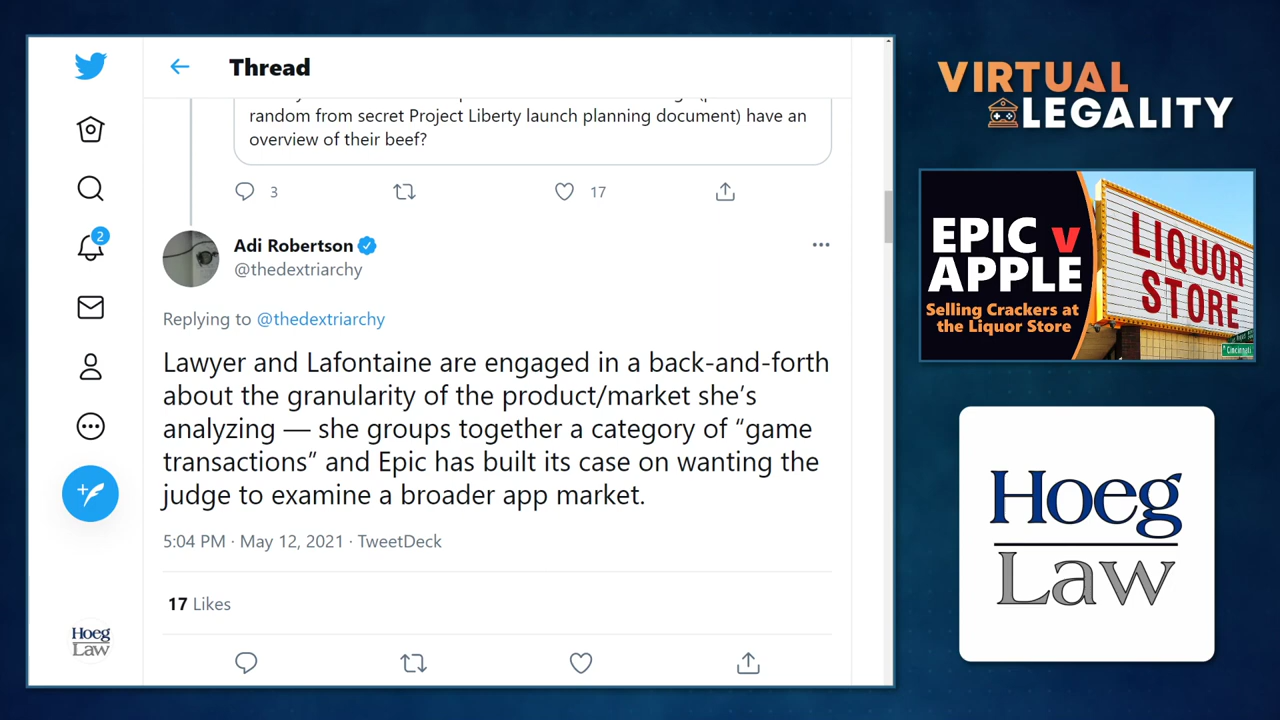 Thread
random from secret Project Liberty launch planning document) have an
overview of their beef?
3
17
2
Adi Robertson
@thedextriarchy
Replying to @thedextriarchy
Lawyer and Lafontaine are engaged in a back-and-forth
about the granularity of the product/market she's
analyzing — she groups together a category of “game
transactions” and Epic has built its case on wanting the
judge to examine a broader app market.
5:04 PM · May 12, 2021 · TweetDeck
17 Likes
Hoeg
Law
VIRTUAL
LEGALITY
EPIC v
APPLE
Selling Crackers at
the Liquor Store
LIQUOR
STORE
Cincinnati
Hoeg
Law